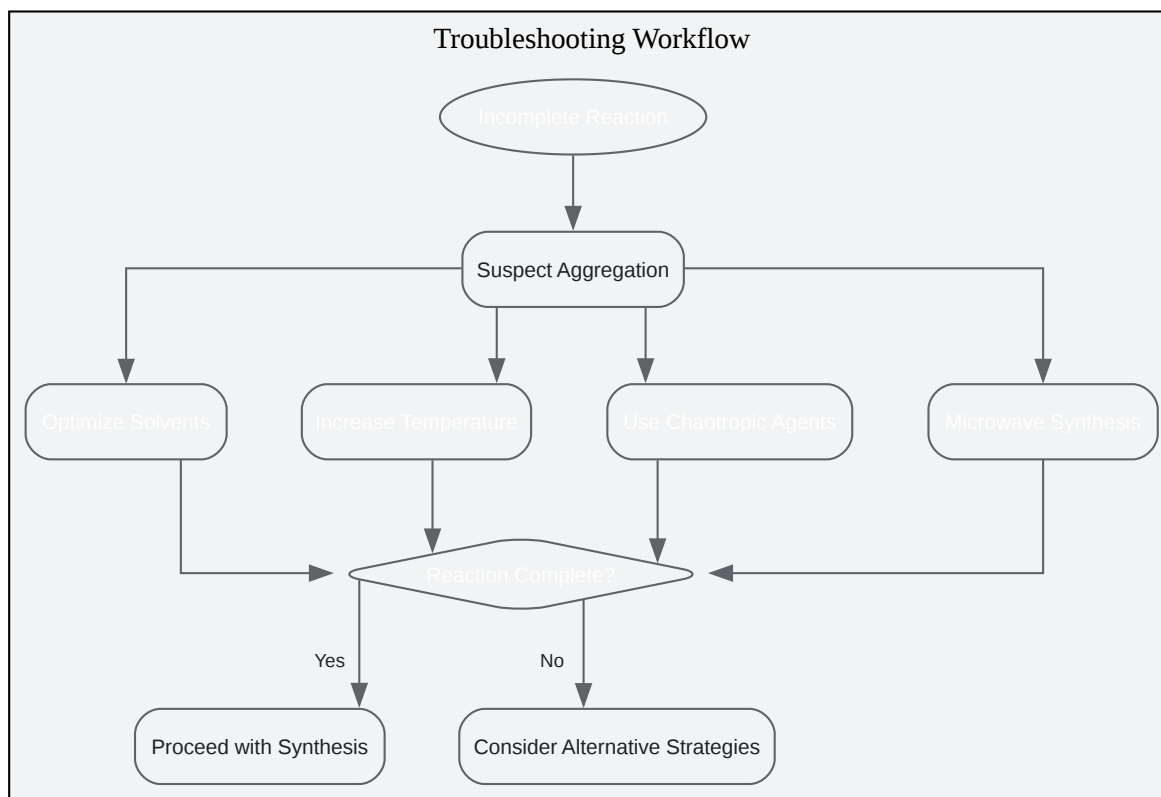 Troubleshooting Workflow
Incomplete Reaction
Suspect Aggregation
Optimize Solvents
Increase Temperature
Use Chaotropic Agents
Microwave Synthesis
Reaction Complete?
Yes
No
Proceed with Synthesis
Consider Alternative Strategies